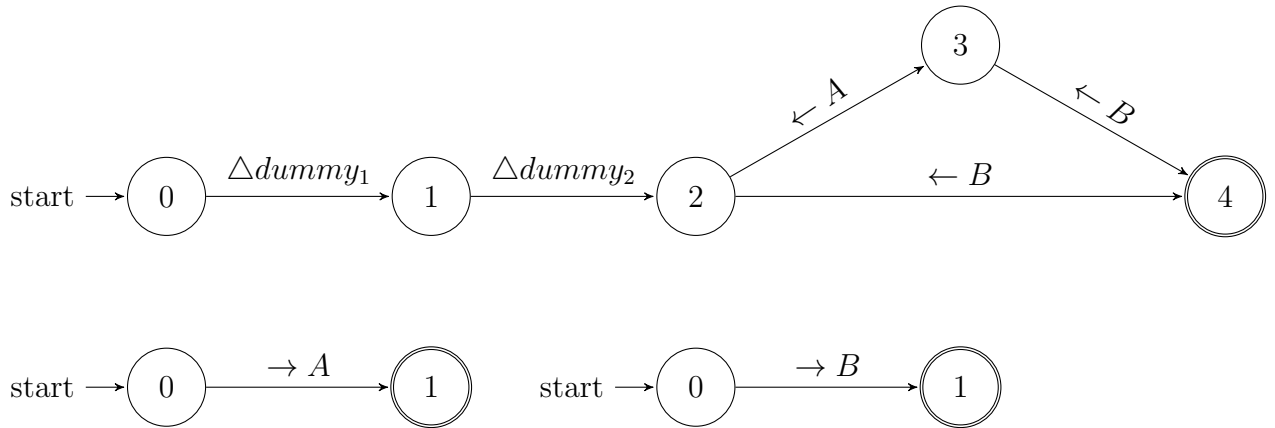 3
← A
← B
start 0 △dummy₁ 1 △dummy₂ 2 ← B 4
start 0 → A 1 start 0 → B 1